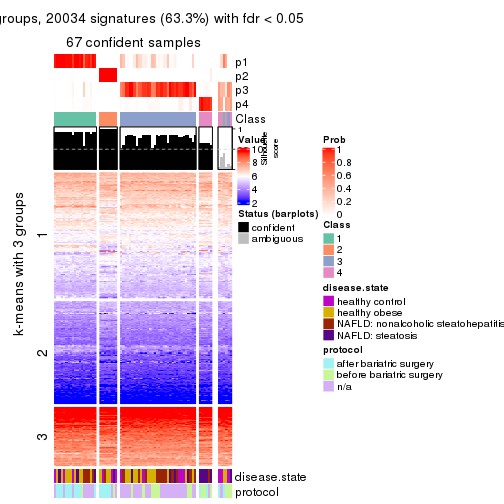 groups, 20034 signatures (63.3%) with fdr < 0.05
67 confident samples
p1
p2
p3
p4
Class
1
Silhouette
score
Value
10
8
6
4
2
Prob
1
0.8
0.6
0.4
0.2
0
Status (barplots)
confident
ambiguous
Class
1
2
3
4
disease.state
healthy control
healthy obese
NAFLD: nonalcoholic steatohepatitis
NAFLD: steatosis
protocol
after bariatric surgery
before bariatric surgery
n/a
k-means with 3 groups
1
2
3
disease.state
protocol